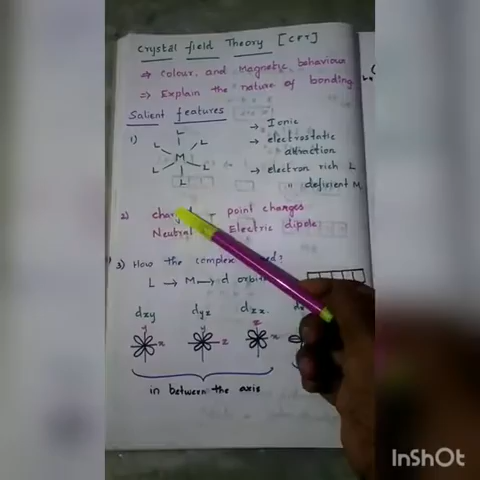 Crystal field Theory [CFT]
⇒ Colour, and Magnetic behaviour
⇒ Explain the nature of bonding
Salient features
1)
L
L L
M
L L
L
→ Ionic
→ electrostatic
attraction
→ electron rich L
" deficient M
2) point charges
Neutral Electric dipole
3) How the complex ?
L → M → d
dxy dyz dzx
y y z
x z x
in between the axis
InShOt